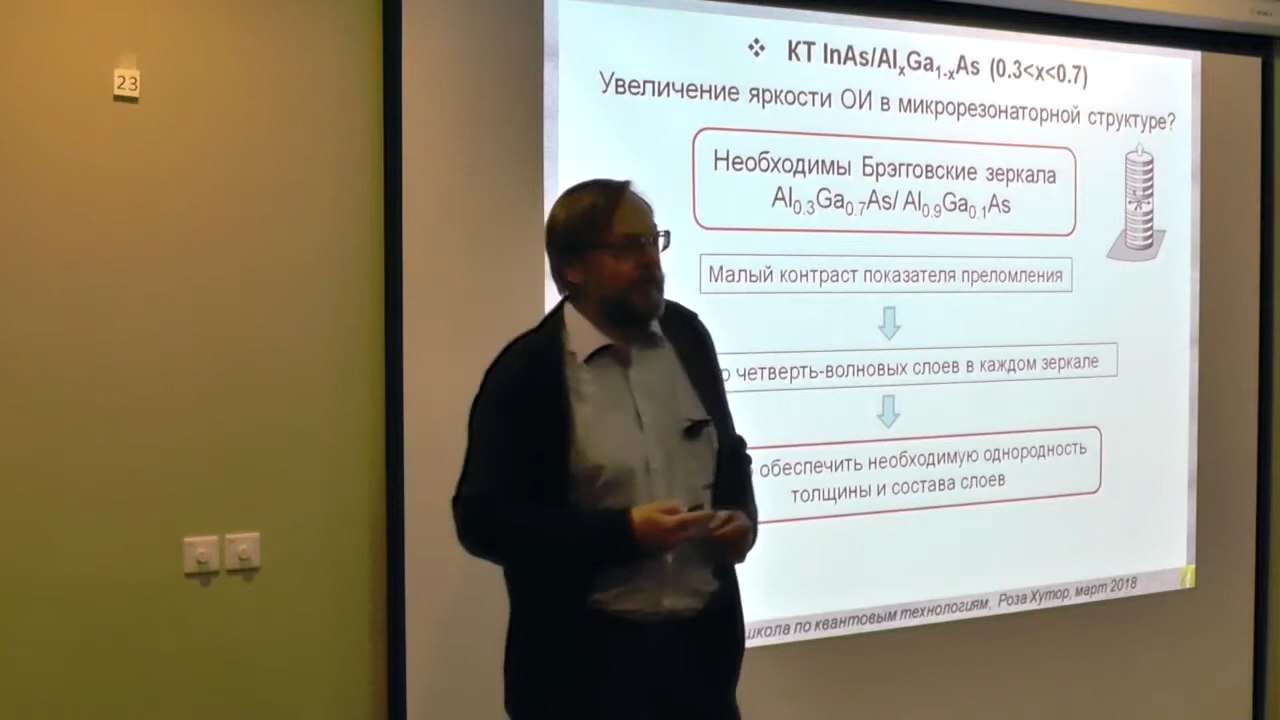 23
❖ КТ InAs/AlxGa1-xAs (0.3<x<0.7)
Увеличение яркости ОИ в микрорезонаторной структуре?
Необходимы Брэгговские зеркала
Al0.3Ga0.7As/ Al0.9Ga0.1As
Малый контраст показателя преломления
четверть-волновых слоев в каждом зеркале
обеспечить необходимую однородность
толщины и состава слоев
школа по квантовым технологиям, Роза Хутор, март 2018